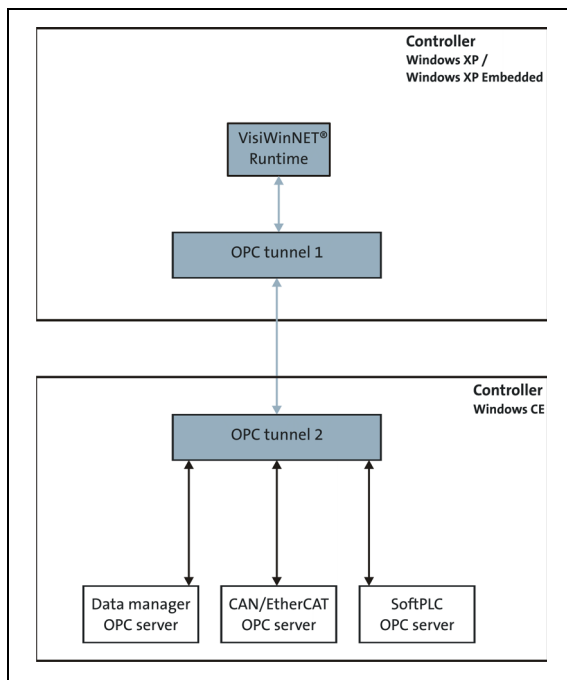 Controller
Windows XP /
Windows XP Embedded
VisiWinNET®
Runtime
OPC tunnel 1
Controller
Windows CE
OPC tunnel 2
Data manager
OPC server
CAN/EtherCAT
OPC server
SoftPLC
OPC server